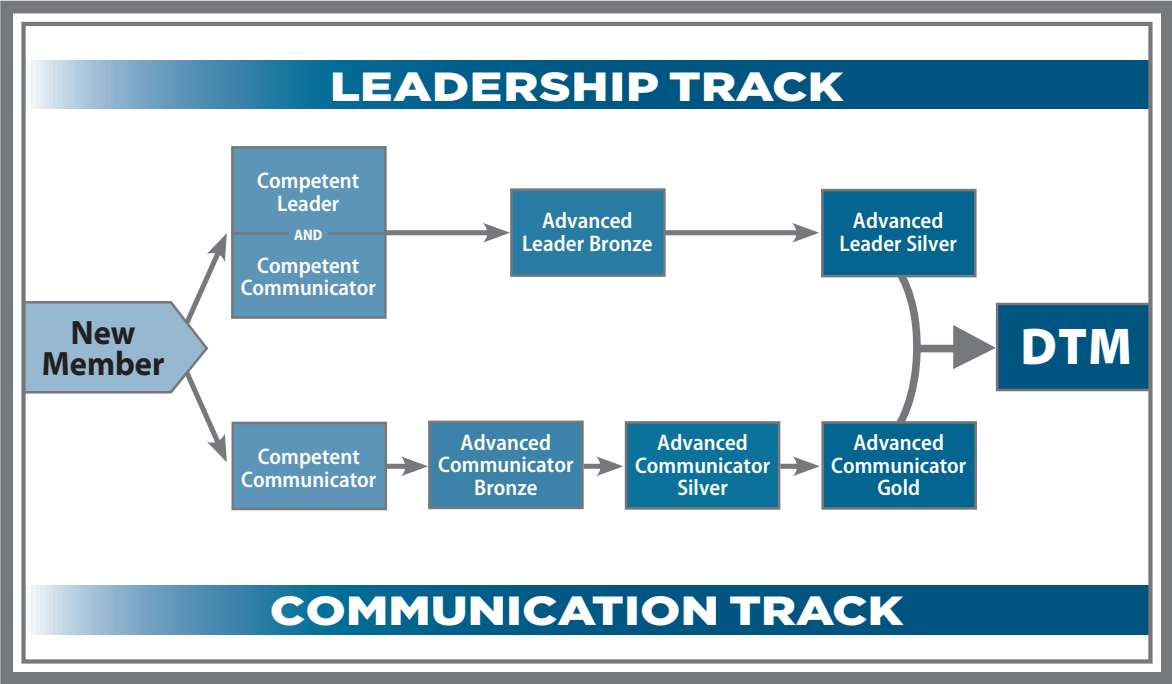 LEADERSHIP TRACK
Competent
Leader
AND
Competent
Communicator
Advanced
Leader Bronze
Advanced
Leader Silver
New
Member
DTM
Competent
Communicator
Advanced
Communicator
Bronze
Advanced
Communicator
Silver
Advanced
Communicator
Gold
COMMUNICATION TRACK